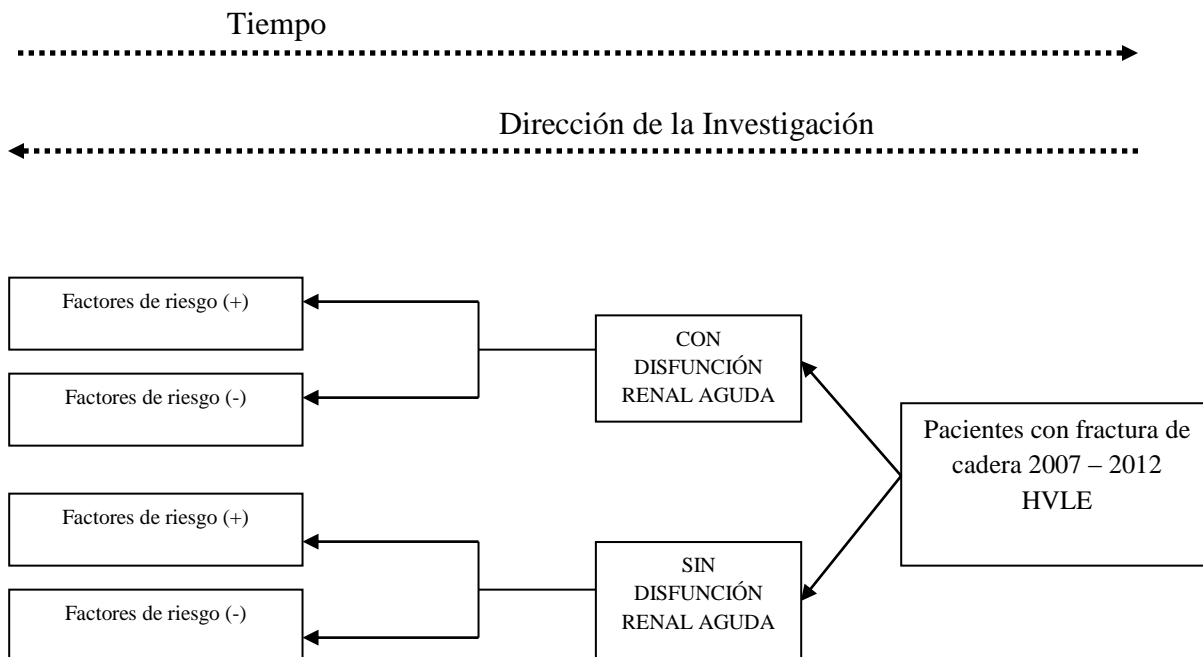 Tiempo
Dirección de la Investigación
Factores de riesgo (+)
Factores de riesgo (-)
CON
DISFUNCIÓN
RENAL AGUDA
Pacientes con fractura de
cadera 2007 – 2012
HVLE
Factores de riesgo (+)
Factores de riesgo (-)
SIN
DISFUNCIÓN
RENAL AGUDA